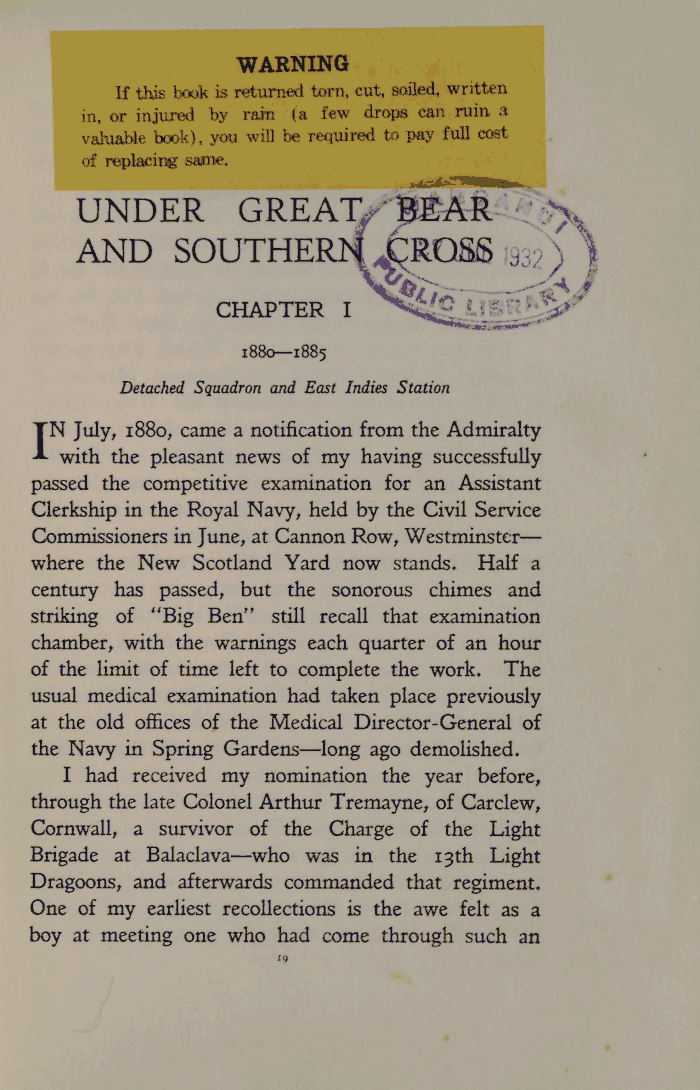 WARNING
If this book is returned torn, cut, soiled, written
in, or injured by rain (a few drops can ruin a
valuable book), you will be required to pay full cost
of replacing same.
UNDER GREAT BEAR
AND SOUTHERN CROSS
1932
PUBLIC LIBRARY
CHAPTER I
1880—1885
Detached Squadron and East Indies Station
IN July, 1880, came a notification from the Admiralty
with the pleasant news of my having successfully
passed the competitive examination for an Assistant
Clerkship in the Royal Navy, held by the Civil Service
Commissioners in June, at Cannon Row, Westminster—
where the New Scotland Yard now stands. Half a
century has passed, but the sonorous chimes and
striking of "Big Ben" still recall that examination
chamber, with the warnings each quarter of an hour
of the limit of time left to complete the work. The
usual medical examination had taken place previously
at the old offices of the Medical Director-General of
the Navy in Spring Gardens—long ago demolished.
I had received my nomination the year before,
through the late Colonel Arthur Tremayne, of Carclew,
Cornwall, a survivor of the Charge of the Light
Brigade at Balaclava—who was in the 13th Light
Dragoons, and afterwards commanded that regiment.
One of my earliest recollections is the awe felt as a
boy at meeting one who had come through such an
19